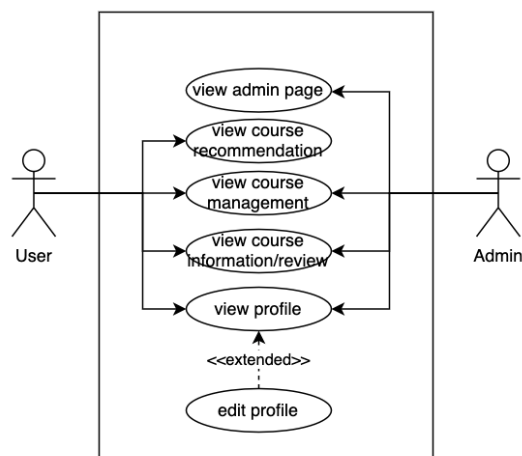 view admin page
view course
recommendation
view course
management
User
Admin
view course
information/review
view profile
<<extended>>
edit profile